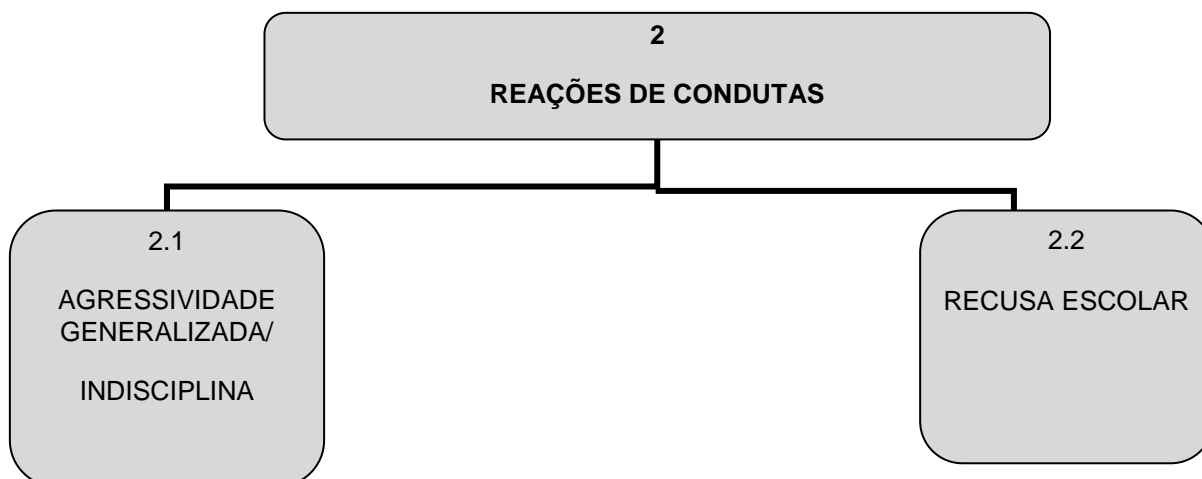 2
REAÇÕES DE CONDUTAS
2.1
AGRESSIVIDADE
GENERALIZADA/
INDISCIPLINA
2.2
RECUSA ESCOLAR